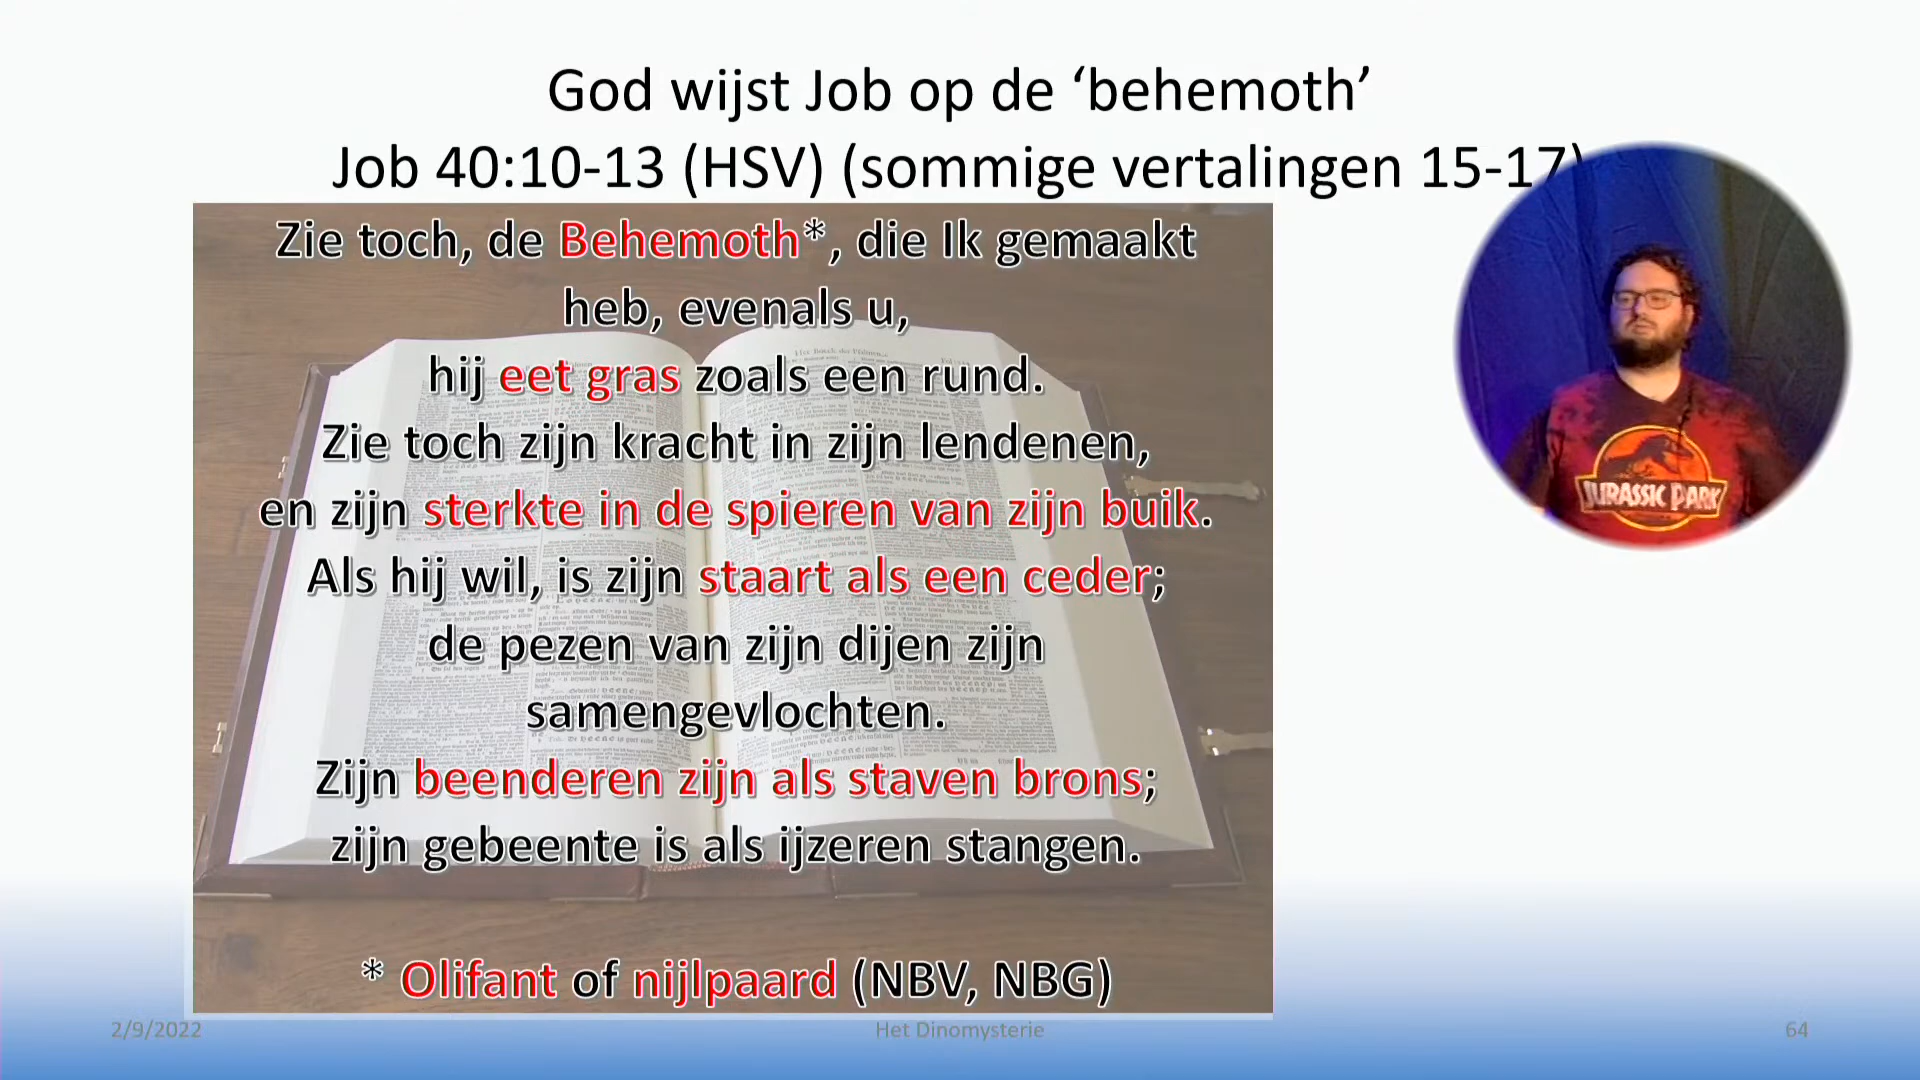 God wijst Job op de ‘behemoth’
Job 40:10-13 (HSV) (sommige vertalingen 15-17)
Zie toch, de Behemoth*, die Ik gemaakt
heb, evenals u,
hij eet gras zoals een rund.
Zie toch zijn kracht in zijn lendenen,
en zijn sterkte in de spieren van zijn buik.
Als hij wil, is zijn staart als een ceder;
de pezen van zijn dijen zijn
samengevlochten.
Zijn beenderen zijn als staven brons;
zijn gebeente is als ijzeren stangen.
* Olifant of nijlpaard (NBV, NBG)
JURASSIC PARK
2/9/2022
Het Dinomysterie
64